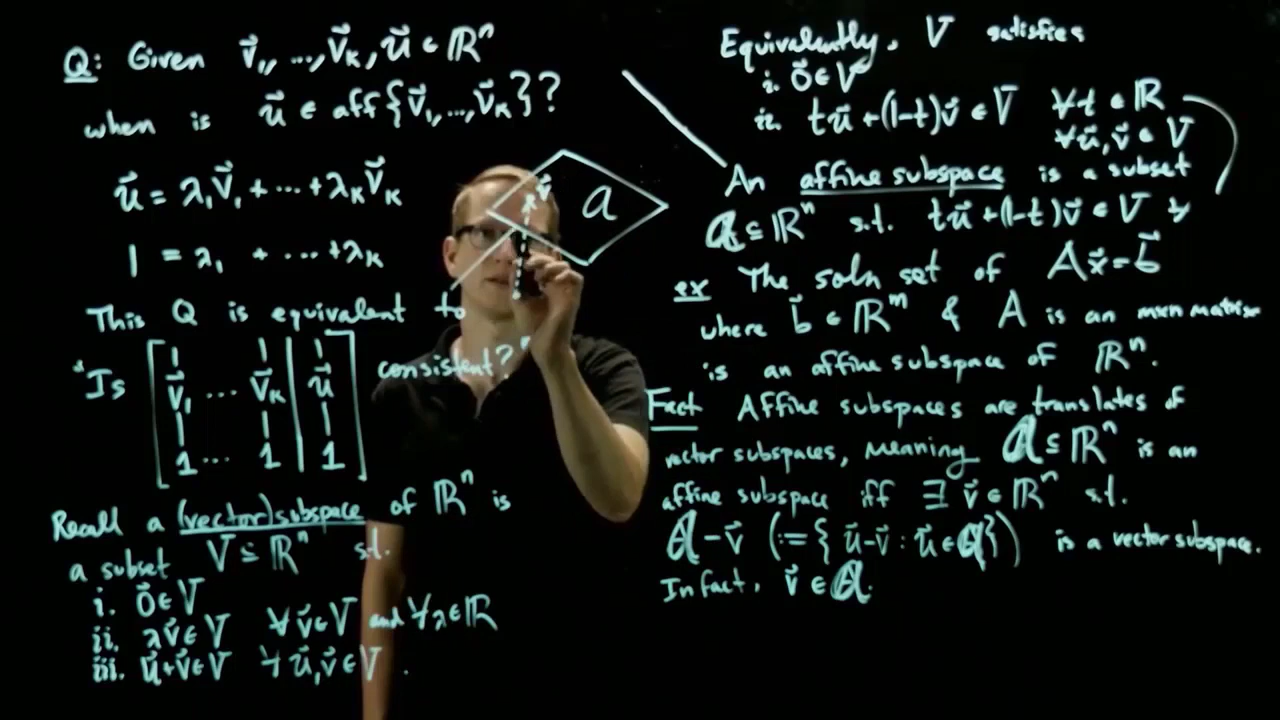 Q: Given v⃗₁, ..., v⃗ₖ, u⃗ ∈ ℝⁿ
when is u⃗ ∈ aff{v⃗₁, ..., v⃗ₖ}?
u⃗ = λ₁v⃗₁ + ... + λₖv⃗ₖ
1 = λ₁ + ... + λₖ
This Q is equivalent to
"Is [ | | | | ] consistent?"
v⃗₁ ... v⃗ₖ | u⃗
| | | |
1 ... 1 | 1
Recall a (vector) subspace of ℝⁿ is
a subset V ⊆ ℝⁿ s.t.
i. 0⃗ ∈ V
ii. λv⃗ ∈ V ∀ v⃗ ∈ V and ∀ λ ∈ ℝ
iii. u⃗+v⃗ ∈ V ∀ u⃗, v⃗ ∈ V.
v⃗
a
Equivalently, V satisfies
i. 0⃗ ∈ V
ii. tu⃗ + (1-t)v⃗ ∈ V ∀ t ∈ ℝ
∀ u⃗, v⃗ ∈ V
An affine subspace is a subset
a ⊆ ℝⁿ s.t. tu⃗ + (1-t)v⃗ ∈ V ∀
ex The soln set of Ax⃗ = b⃗
where b⃗ ∈ ℝᵐ & A is an mxn matrix
is an affine subspace of ℝⁿ.
Fact Affine subspaces are translates of
vector subspaces, meaning a ⊆ ℝⁿ is an
affine subspace iff ∃ v⃗ ∈ ℝⁿ s.t.
a - v⃗ (:= { u⃗-v⃗ : u⃗ ∈ a}) is a vector subspace.
In fact, v⃗ ∈ a.